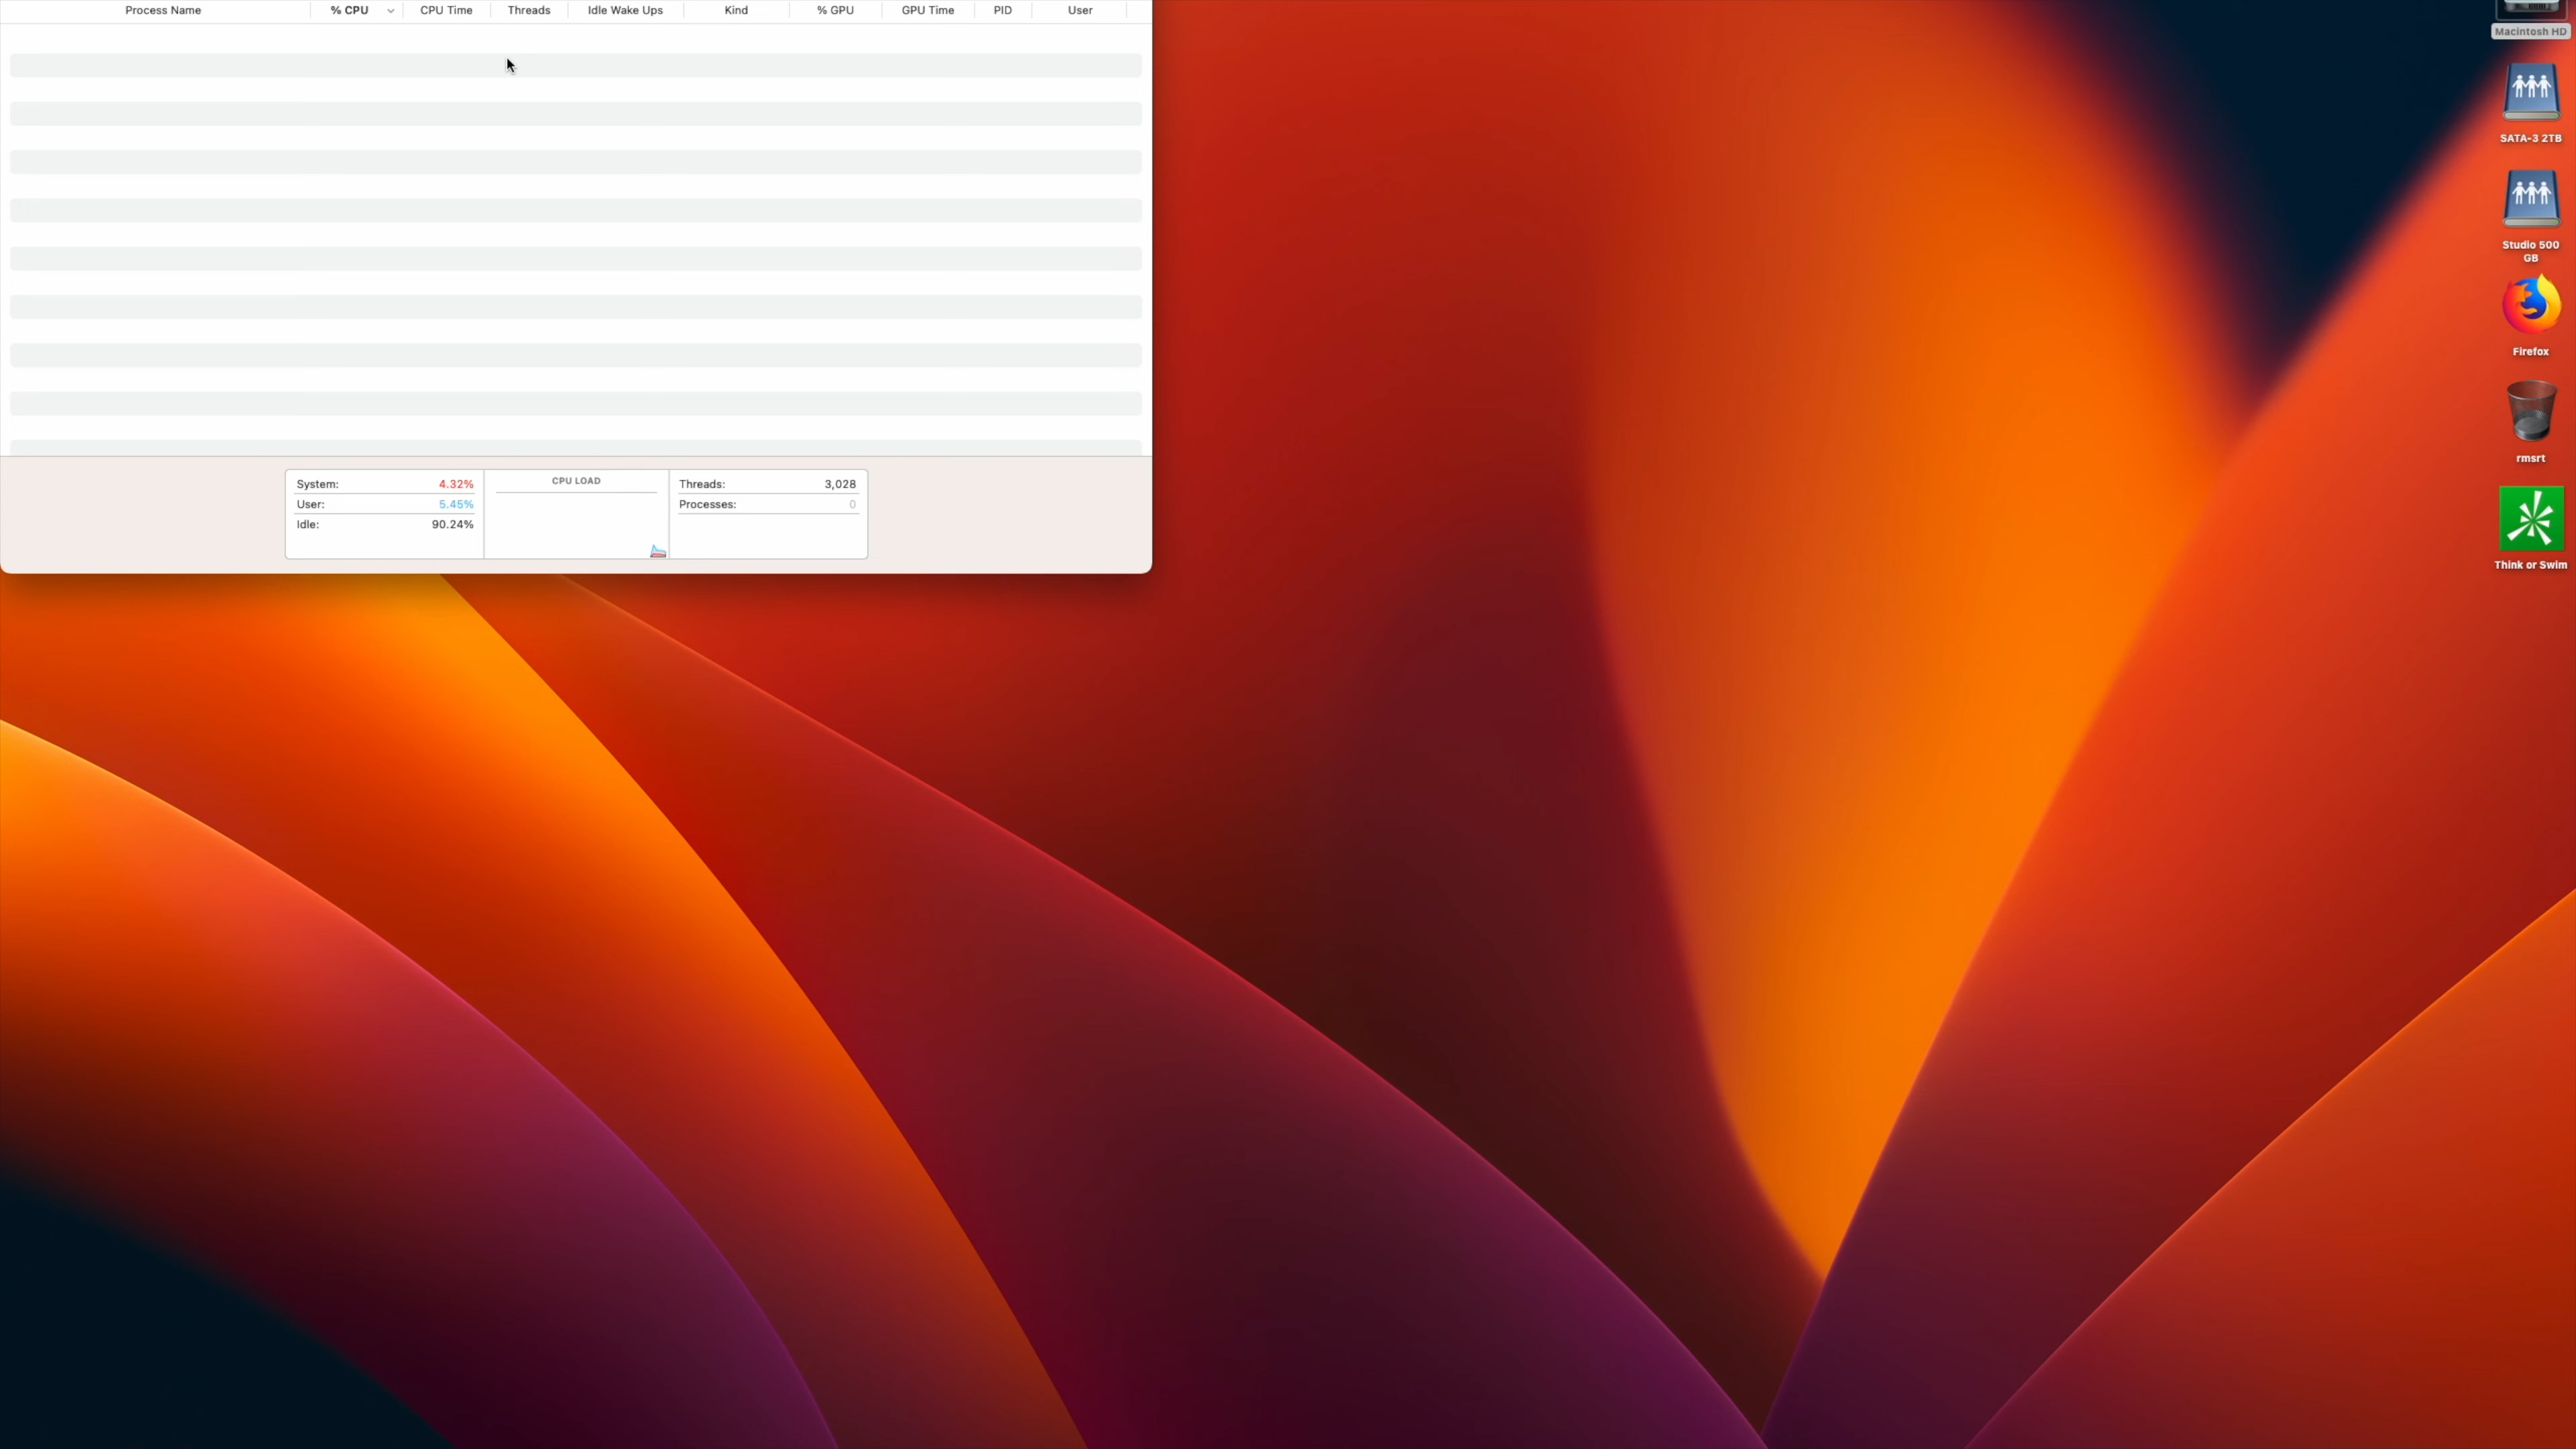 Process Name % CPU CPU Time Threads Idle Wake Ups Kind % GPU GPU Time PID User
System: 4.32%
User: 5.45%
Idle: 90.24%
CPU LOAD
Threads: 3,028
Processes: 0
Macintosh HD
SATA-3 2TB
Studio 500
GB
Firefox
rmsrt
Think or Swim